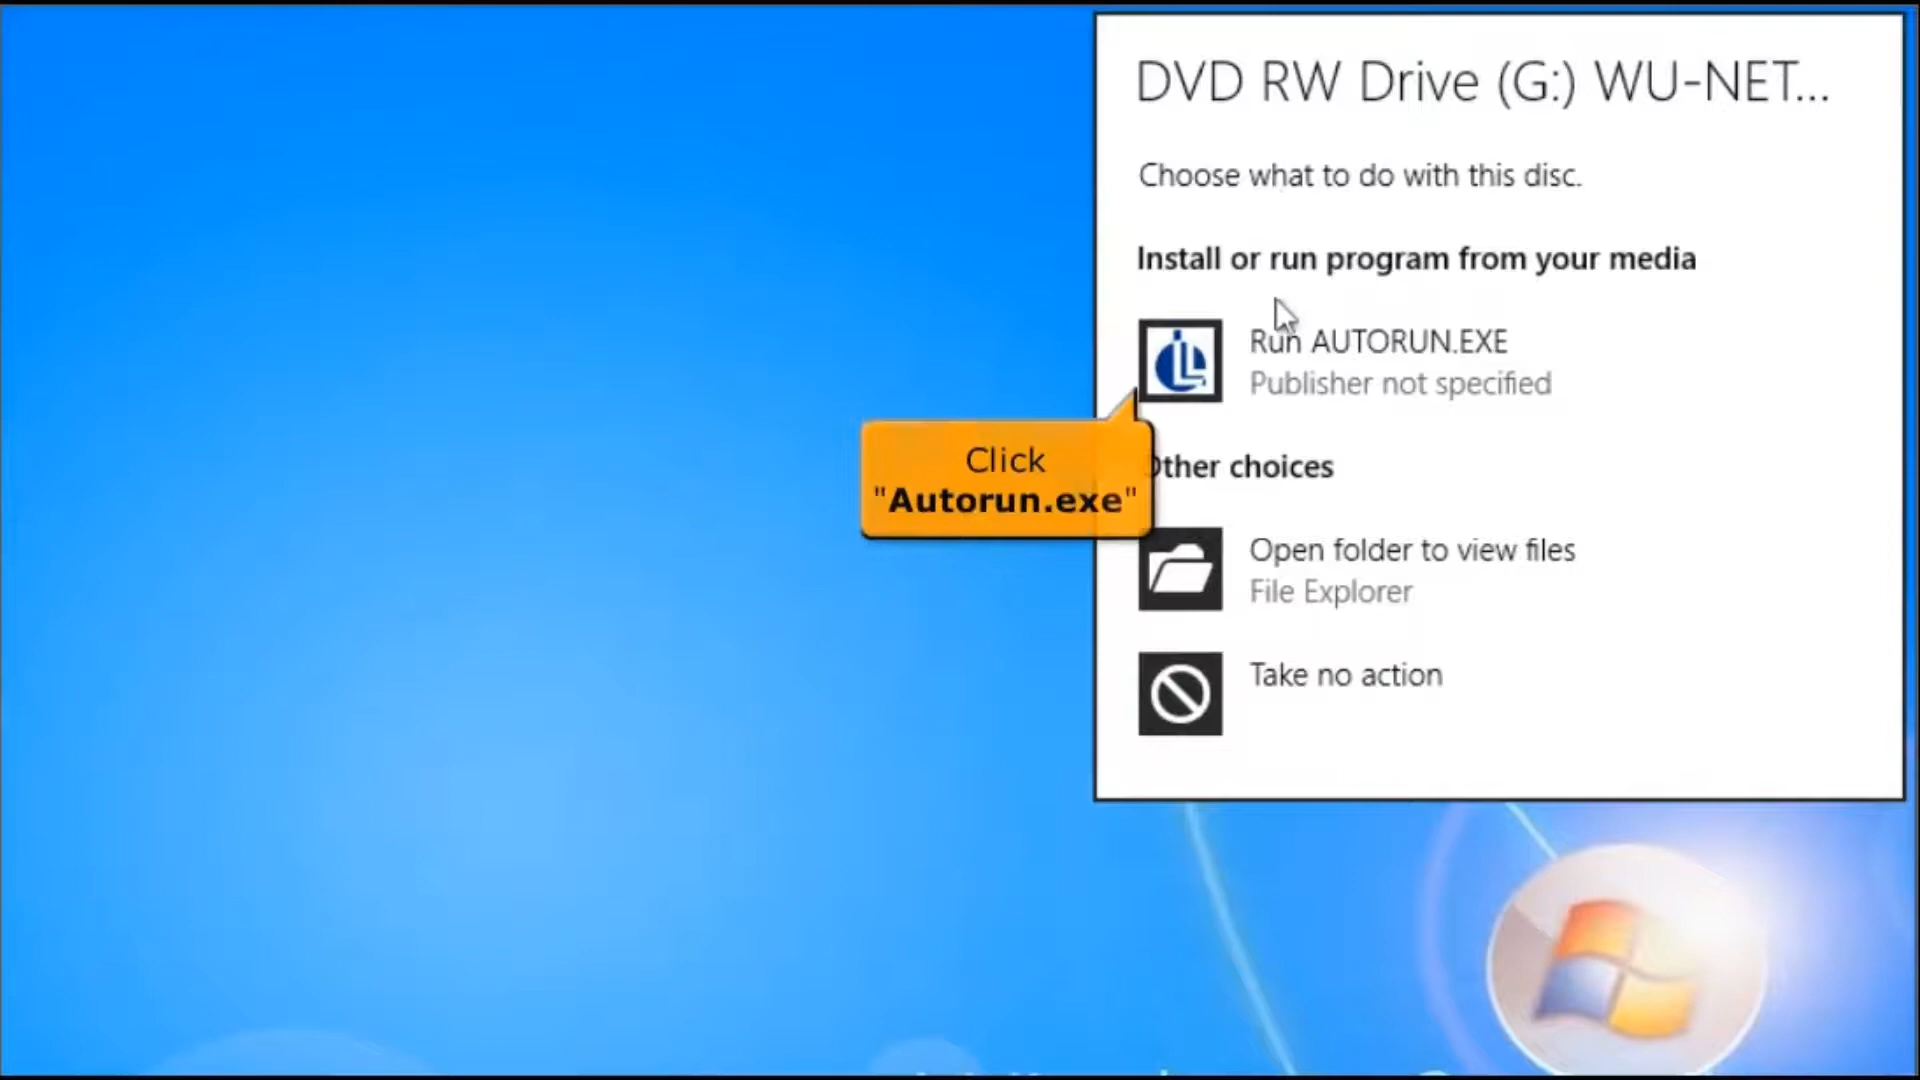 DVD RW Drive (G:) WU-NET...
Choose what to do with this disc.
Install or run program from your media
Run AUTORUN.EXE
Publisher not specified
Click
"Autorun.exe"
Other choices
Open folder to view files
File Explorer
Take no action